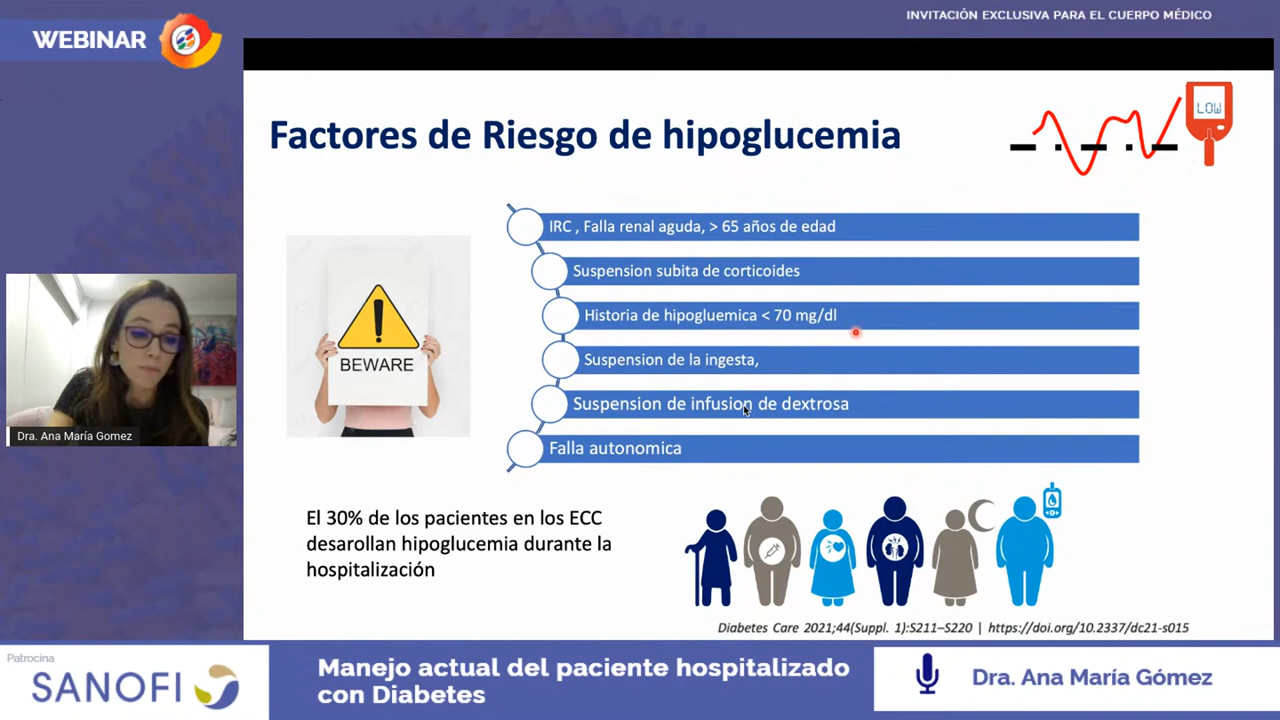 INVITACIÓN EXCLUSIVA PARA EL CUERPO MÉDICO
WEBINAR
Factores de Riesgo de hipoglucemia
LOW
IRC , Falla renal aguda, > 65 años de edad
Suspension subita de corticoides
Historia de hipogluemica < 70 mg/dl
Suspension de la ingesta,
Suspension de infusion de dextrosa
Falla autonomica
BEWARE
Dra. Ana María Gomez
El 30% de los pacientes en los ECC
desarollan hipoglucemia durante la
hospitalización
Diabetes Care 2021;44(Suppl. 1):S211–S220 | https://doi.org/10.2337/dc21-s015
Patrocina
SANOFI
Manejo actual del paciente hospitalizado
con Diabetes
Dra. Ana María Gómez